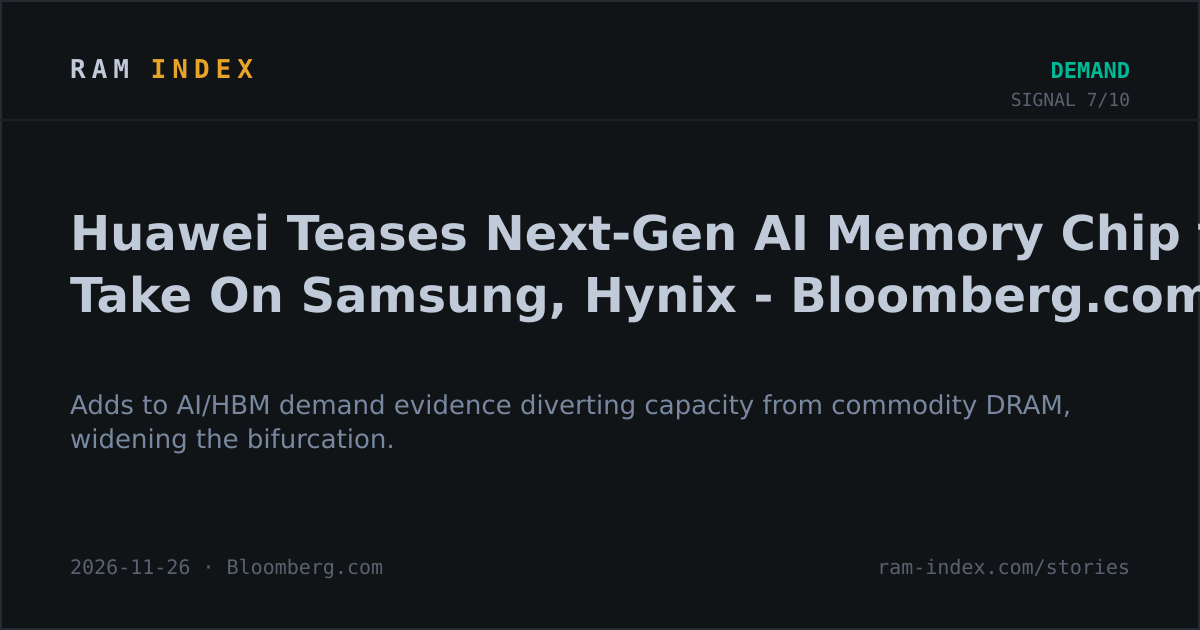 RAM INDEX
DEMAND
SIGNAL 7/10
Huawei Teases Next-Gen AI Memory Chip
Take On Samsung, Hynix - Bloomberg.com
Adds to AI/HBM demand evidence diverting capacity from commodity DRAM,
widening the bifurcation.
2026-11-26 · Bloomberg.com
ram-index.com/stories